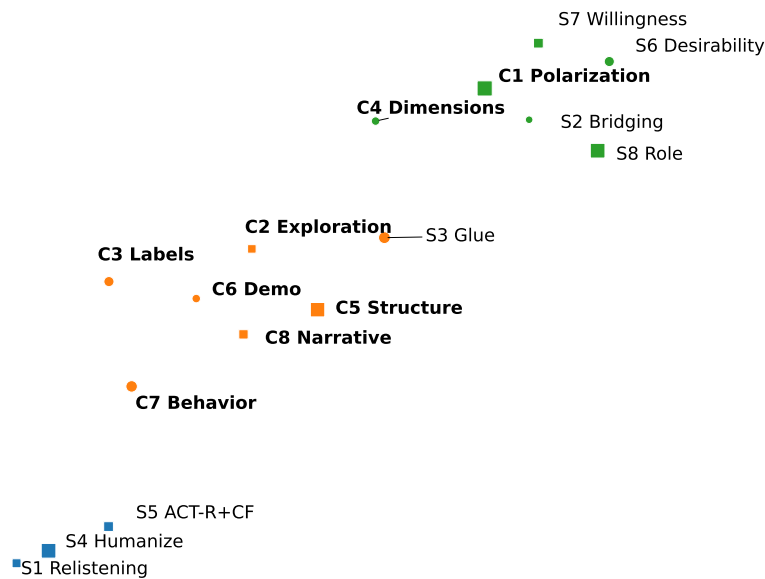 S7 Willingness
S6 Desirability
C1 Polarization
C4 Dimensions
S2 Bridging
S8 Role
C2 Exploration
S3 Glue
C3 Labels
C6 Demo
C5 Structure
C8 Narrative
C7 Behavior
S5 ACT-R+CF
S4 Humanize
S1 Relistening